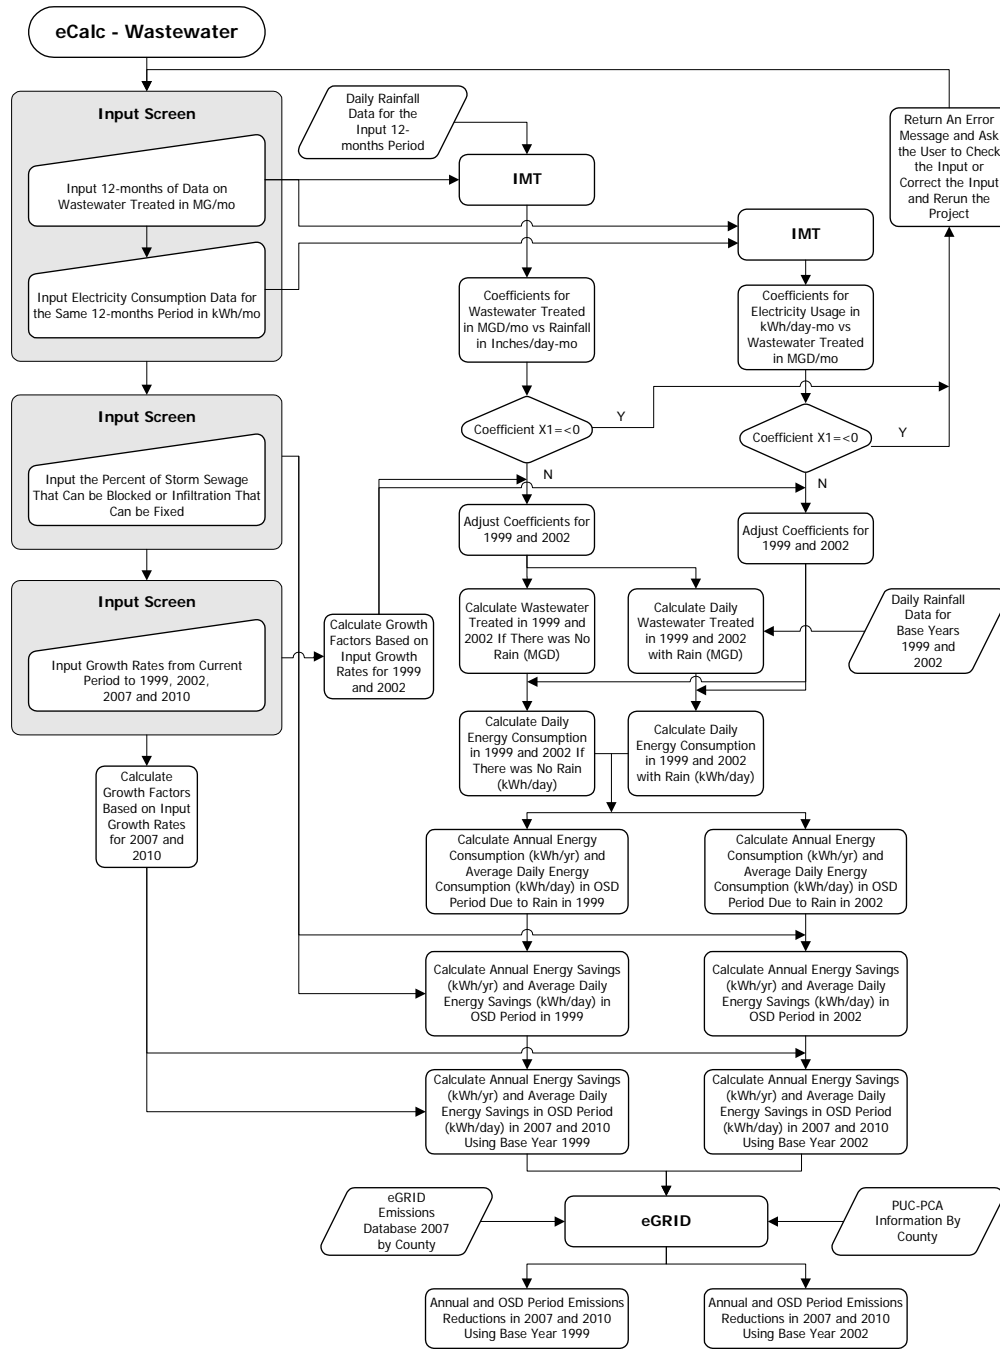 eCalc - Wastewater
Input Screen
Input 12-months of Data on
Wastewater Treated in MG/mo
Input Electricity Consumption Data for
the Same 12-months Period in kWh/mo
Daily Rainfall
Data for the
Input 12-
months Period
IMT
IMT
Return An Error
Message and Ask
the User to Check
the Input or
Correct the Input
and Rerun the
Project
Coefficients for
Wastewater Treated
in MGD/mo vs Rainfall
in Inches/day-mo
Coefficients for
Electricity Usage in
kWh/day-mo vs
Wastewater Treated
in MGD/mo
Input Screen
Input the Percent of Storm Sewage
That Can be Blocked or Infiltration That
Can be Fixed
Coefficient X1=<0
Y
N
Coefficient X1=<0
Y
N
Adjust Coefficients for
1999 and 2002
Adjust Coefficients for
1999 and 2002
Input Screen
Input Growth Rates from Current
Period to 1999, 2002,
2007 and 2010
Calculate Growth
Factors Based on
Input Growth
Rates for 1999
and 2002
Calculate Wastewater
Treated in 1999 and
2002 If There was No
Rain (MGD)
Calculate Daily
Wastewater Treated
in 1999 and 2002
with Rain (MGD)
Daily Rainfall
Data for
Base Years
1999 and
2002
Calculate Daily
Energy Consumption
in 1999 and 2002 If
There was No Rain
(kWh/day)
Calculate Daily
Energy Consumption
in 1999 and 2002
with Rain (kWh/day)
Calculate
Growth Factors
Based on Input
Growth Rates
for 2007 and
2010
Calculate Annual Energy
Consumption (kWh/yr) and
Average Daily Energy
Consumption (kWh/day) in OSD
Period Due to Rain in 1999
Calculate Annual Energy
Consumption (kWh/yr) and
Average Daily Energy
Consumption (kWh/day) in OSD
Period Due to Rain in 2002
Calculate Annual Energy Savings
(kWh/yr) and Average Daily
Energy Savings (kWh/day) in
OSD Period in 1999
Calculate Annual Energy Savings
(kWh/yr) and Average Daily
Energy Savings (kWh/day) in
OSD Period in 2002
Calculate Annual Energy Savings
(kWh/yr) and Average Daily
Energy Savings in OSD Period
(kWh/day) in 2007 and 2010
Using Base Year 1999
Calculate Annual Energy Savings
(kWh/yr) and Average Daily
Energy Savings in OSD Period
(kWh/day) in 2007 and 2010
Using Base Year 2002
eGRID
Emissions
Database 2007
by County
eGRID
PUC-PCA
Information By
County
Annual and OSD Period Emissions
Reductions in 2007 and 2010
Using Base Year 1999
Annual and OSD Period Emissions
Reductions in 2007 and 2010
Using Base Year 2002